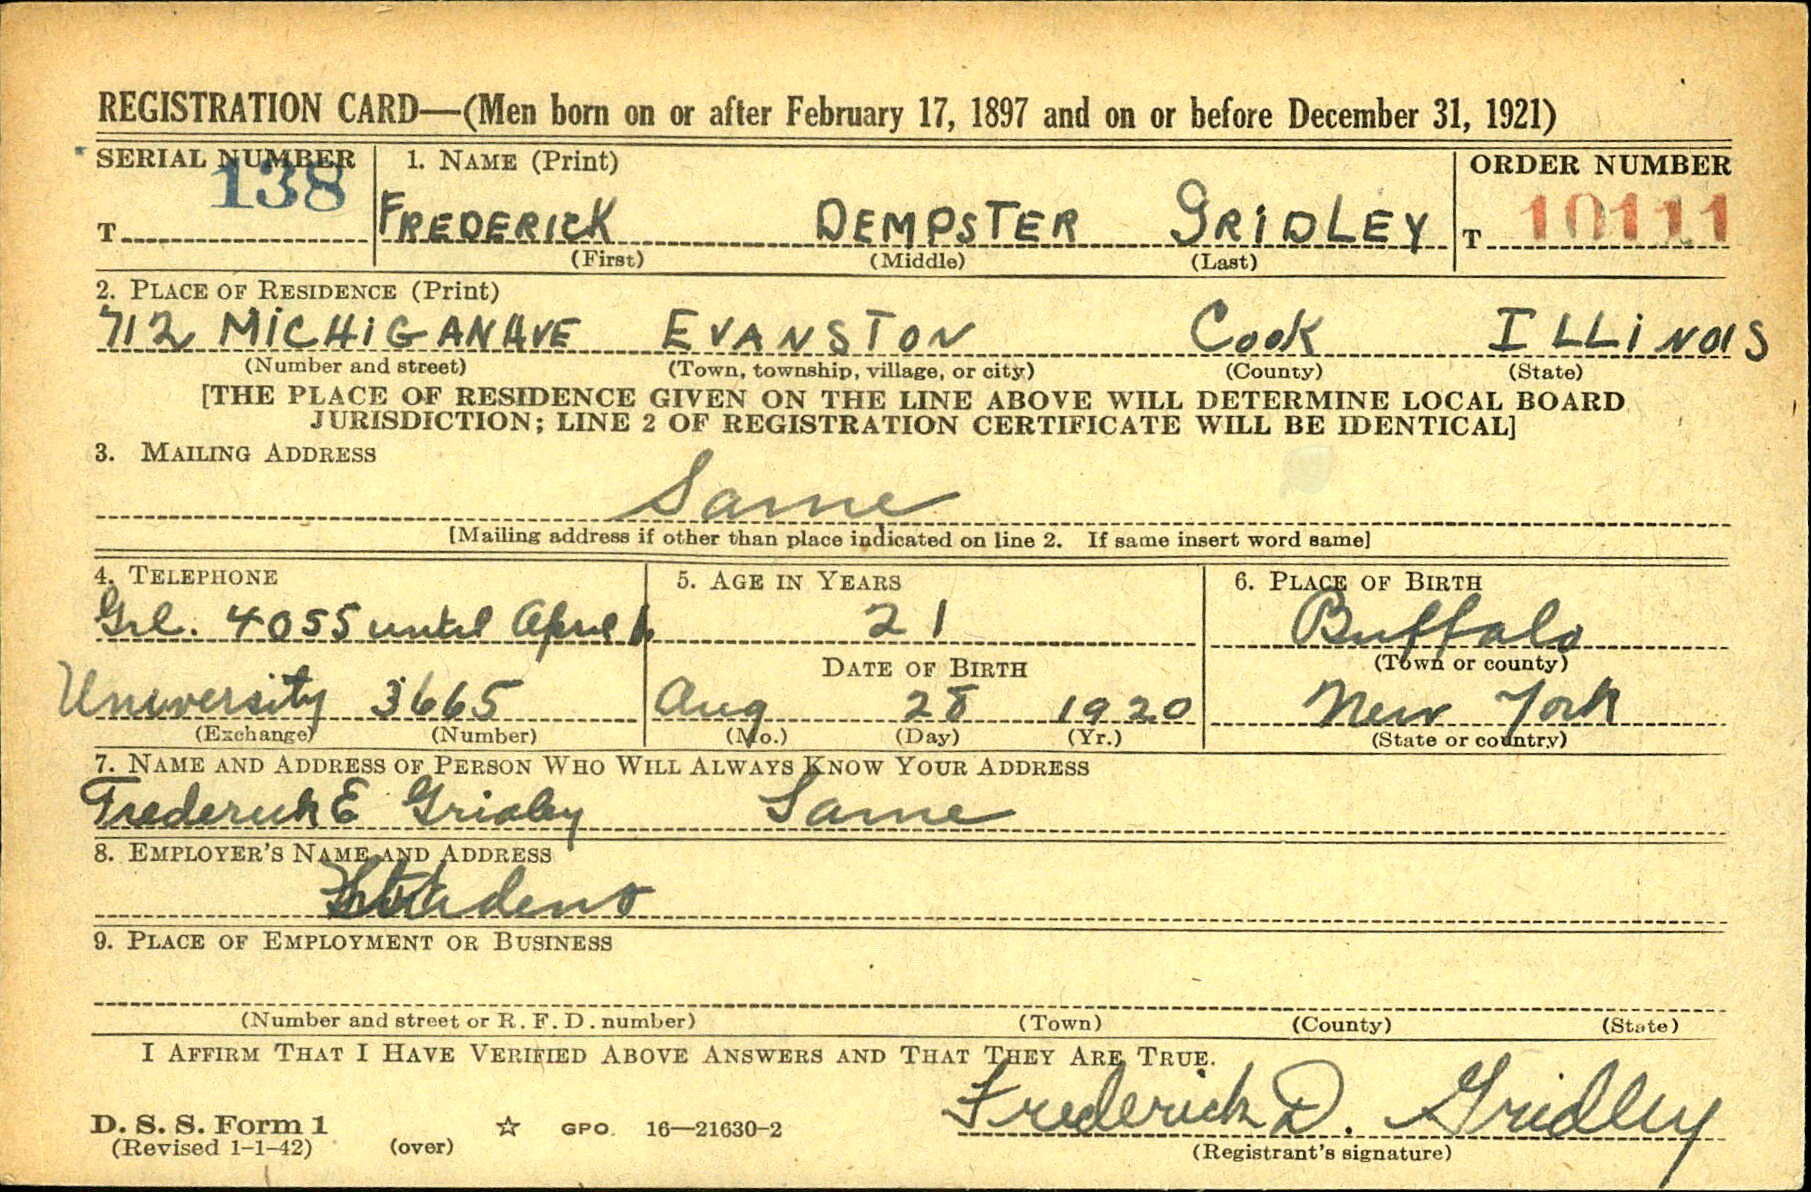 REGISTRATION CARD—(Men born on or after February 17, 1897 and on or before December 31, 1921)
SERIAL NUMBER 1. NAME (Print) ORDER NUMBER
138
T FREDERICK DEMPSTER GRIDLEY T 10111
(First) (Middle) (Last)
2. PLACE OF RESIDENCE (Print)
712 MICHIGAN AVE EVANSTON COOK ILLINOIS
(Number and street) (Town, township, village, or city) (County) (State)
[THE PLACE OF RESIDENCE GIVEN ON THE LINE ABOVE WILL DETERMINE LOCAL BOARD
JURISDICTION; LINE 2 OF REGISTRATION CERTIFICATE WILL BE IDENTICAL]
3. MAILING ADDRESS
Same
[Mailing address if other than place indicated on line 2. If same insert word same]
4. TELEPHONE 5. AGE IN YEARS 6. PLACE OF BIRTH
4055 until April 1. 21 Buffalo
DATE OF BIRTH (Town or county)
University 3665 Aug 28 1920 New York
(Exchange) (Number) (Mo.) (Day) (Yr.) (State or country)
7. NAME AND ADDRESS OF PERSON WHO WILL ALWAYS KNOW YOUR ADDRESS
Frederick E Gridley Same
8. EMPLOYER'S NAME AND ADDRESS
Student
9. PLACE OF EMPLOYMENT OR BUSINESS
(Number and street or R. F. D. number) (Town) (County) (State)
I AFFIRM THAT I HAVE VERIFIED ABOVE ANSWERS AND THAT THEY ARE TRUE.
Frederick D. Gridley
D. S. S. Form 1
(Revised 1-1-42) (over) ☆ GPO 16—21630-2 (Registrant's signature)